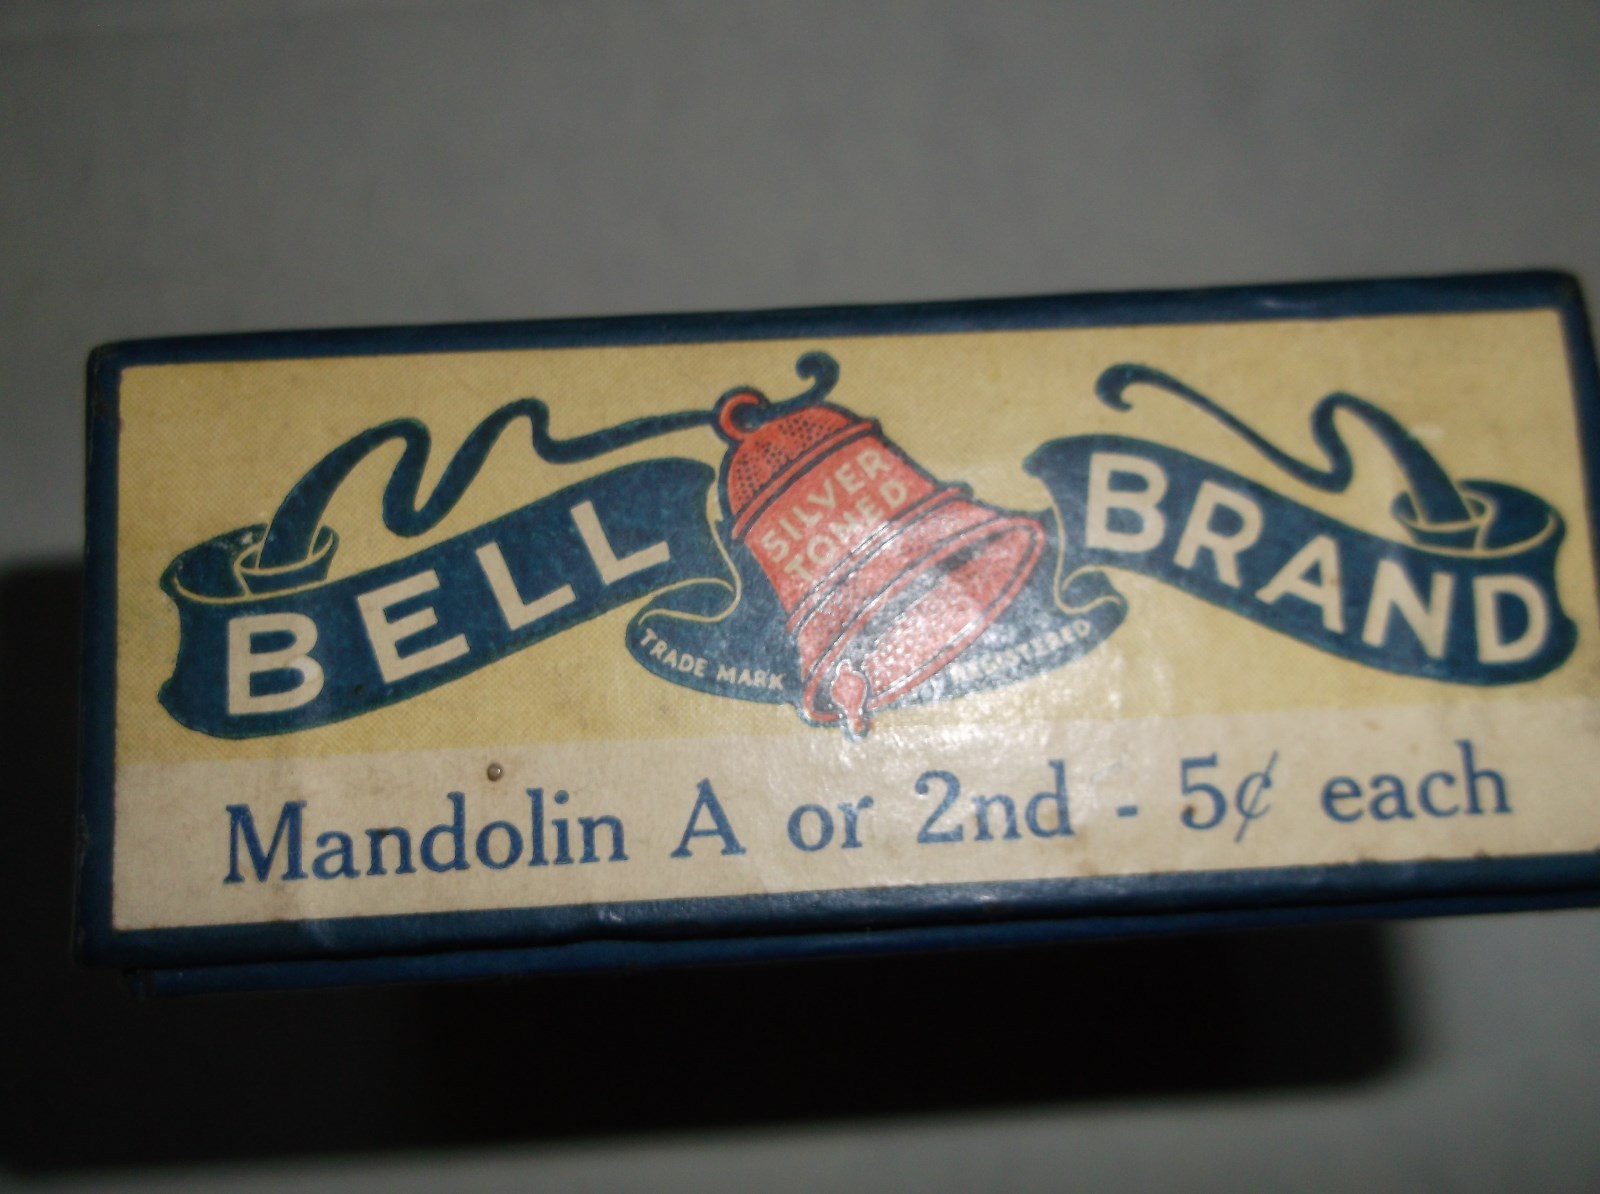 BELL BRAND
SILVER
TONED
TRADE MARK REGISTERED
Mandolin A or 2nd - 5¢ each